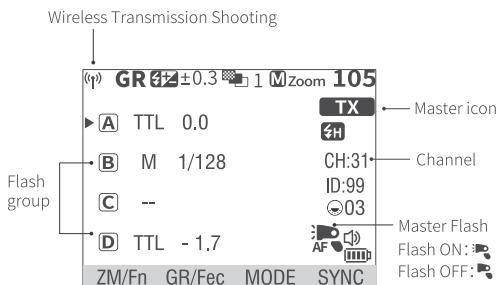 Wireless Transmission Shooting
GR ±0.3 1 M Zoom 105
TX
Master icon
A TTL 0.0
H
B M 1/128
CH:31
Channel
Flash
group
ID:99
C --
03
Master Flash
D TTL - 1.7
AF
Flash ON:
Flash OFF:
ZM/Fn GR/Fec MODE SYNC